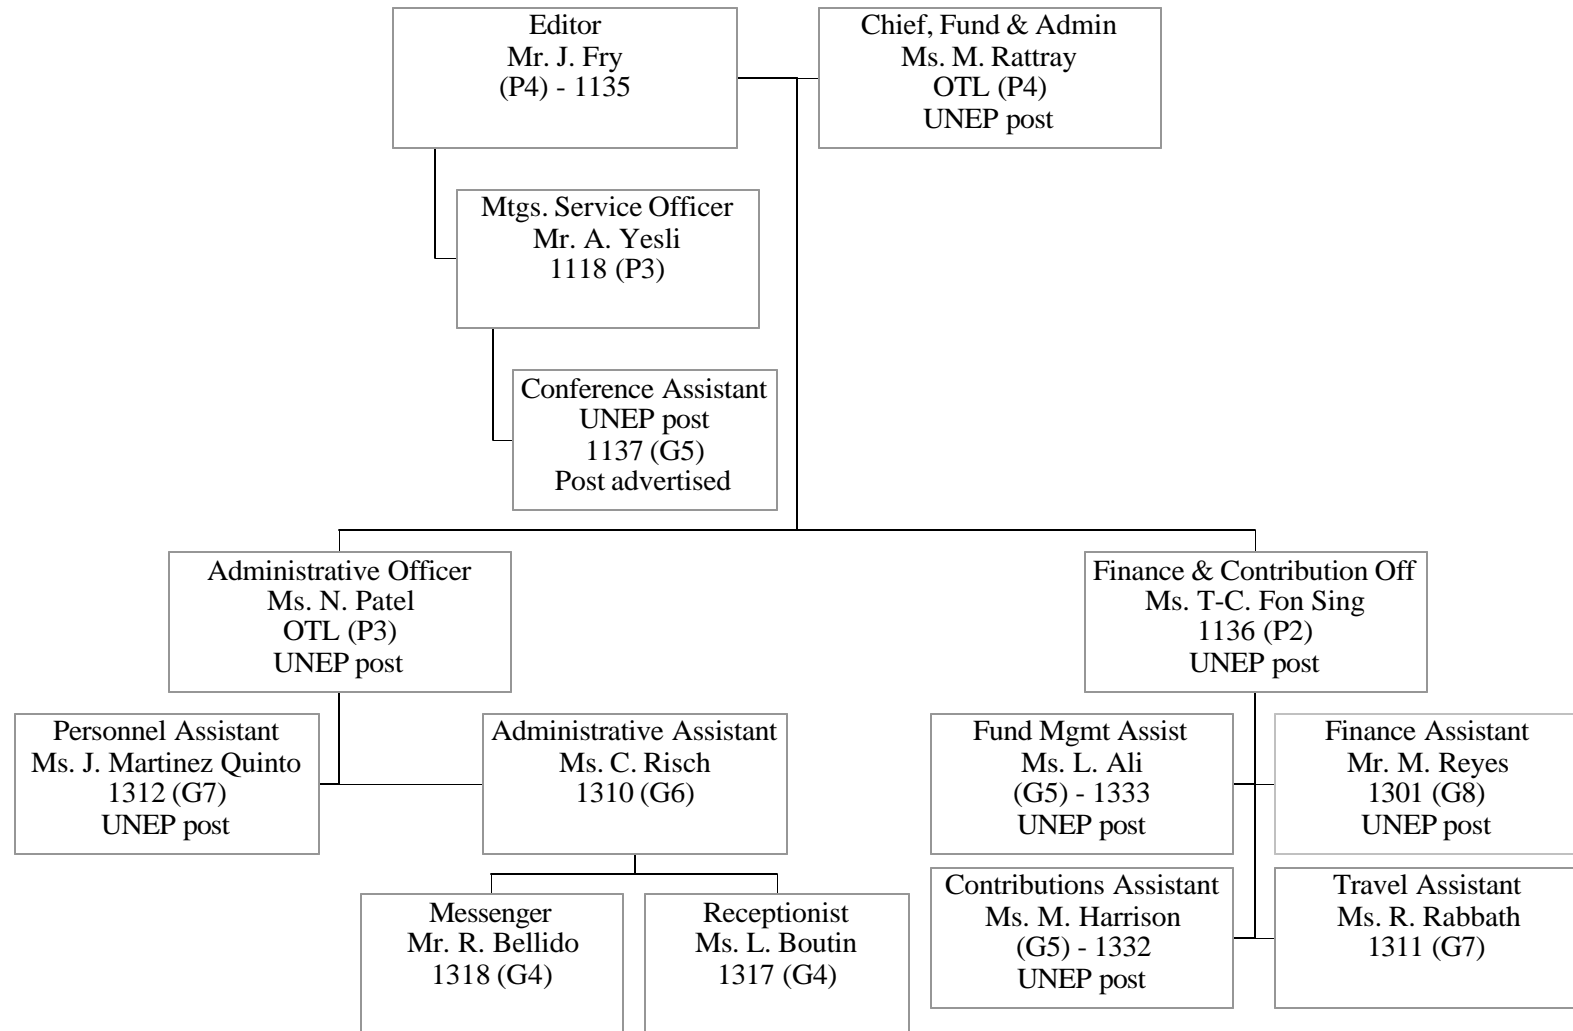 Editor
Mr. J. Fry
(P4) - 1135
Chief, Fund & Admin
Ms. M. Rattray
OTL (P4)
UNEP post
Mtgs. Service Officer
Mr. A. Yesli
1118 (P3)
Conference Assistant
UNEP post
1137 (G5)
Post advertised
Administrative Officer
Ms. N. Patel
OTL (P3)
UNEP post
Finance & Contribution Off
Ms. T-C. Fon Sing
1136 (P2)
UNEP post
Personnel Assistant
Ms. J. Martinez Quinto
1312 (G7)
UNEP post
Administrative Assistant
Ms. C. Risch
1310 (G6)
Fund Mgmt Assist
Ms. L. Ali
(G5) - 1333
UNEP post
Finance Assistant
Mr. M. Reyes
1301 (G8)
UNEP post
Messenger
Mr. R. Bellido
1318 (G4)
Receptionist
Ms. L. Boutin
1317 (G4)
Contributions Assistant
Ms. M. Harrison
(G5) - 1332
UNEP post
Travel Assistant
Ms. R. Rabbath
1311 (G7)